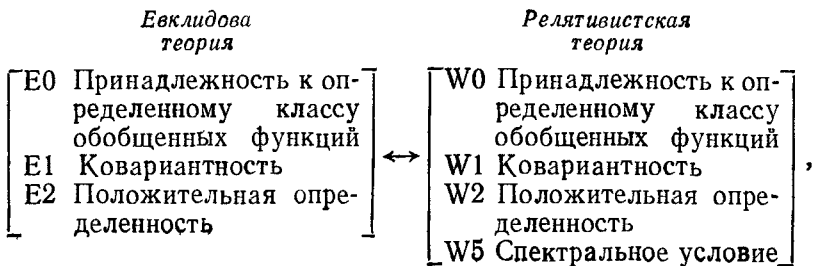 Евклидова
теория
E0 Принадлежность к оп-
ределенному классу
обобщенных функций
E1 Ковариантность
E2 Положительная опре-
деленность
↔
Релятивистская
теория
W0 Принадлежность к оп-
ределенному классу
обобщенных функций
W1 Ковариантность
W2 Положительная опре-
деленность
W5 Спектральное условие
,